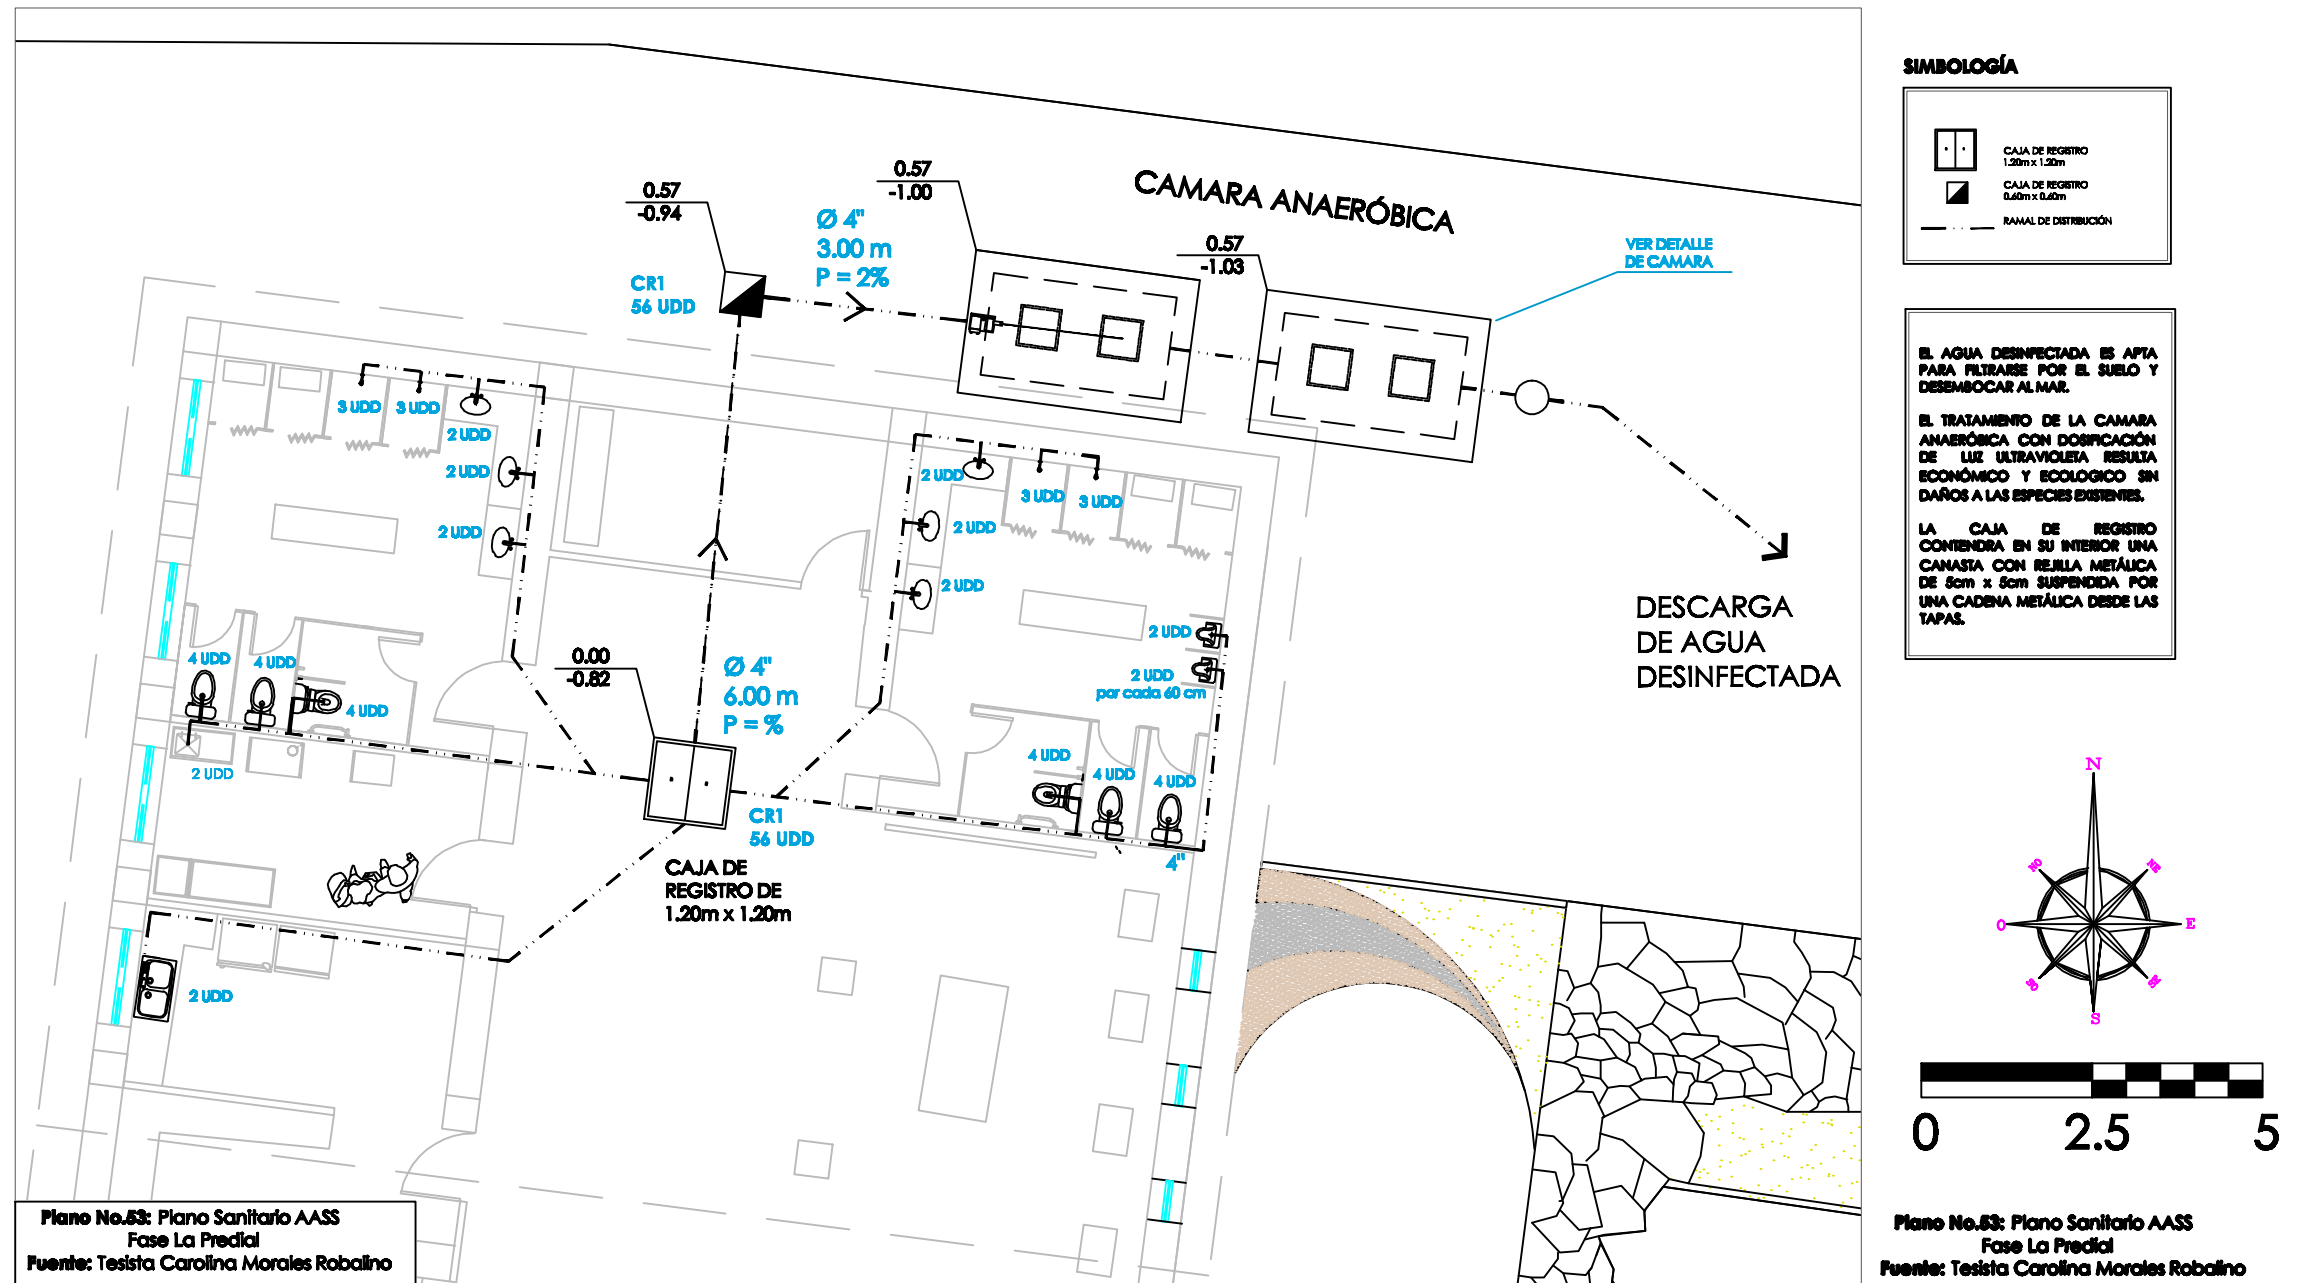 SIMBOLOGÍA
CAJA DE REGISTRO
1.20m x 1.20m
CAJA DE REGISTRO
0.60m x 0.60m
RAMAL DE DISTRIBUCIÓN
0.57
-1.00
CAMARA ANAERÓBICA
0.57
-0.94
Ø 4"
3.00 m
P = 2%
0.57
-1.03
VER DETALLE
DE CAMARA
CR1
56 UDD
3 UDD
3 UDD
2 UDD
2 UDD
2 UDD
2 UDD
3 UDD
3 UDD
2 UDD
2 UDD
EL AGUA DESINFECTADA ES APTA
PARA FILTRARSE POR EL SUELO Y
DESEMBOCAR AL MAR.
EL TRATAMIENTO DE LA CAMARA
ANAERÓBICA CON DOSIFICACIÓN
DE LUZ ULTRAVIOLETA RESULTA
ECONÓMICO Y ECOLOGICO SIN
DAÑOS A LAS ESPECIES EXISTENTES.
LA CAJA DE REGISTRO
CONTENDRA EN SU INTERIOR UNA
CANASTA CON REJILLA METÁLICA
DE 5cm x 5cm SUSPENDIDA POR
UNA CADENA METÁLICA DESDE LAS
TAPAS.
DESCARGA
DE AGUA
DESINFECTADA
2 UDD
2 UDD
por cada 60 cm
4 UDD
4 UDD
4 UDD
0.00
-0.82
Ø 4"
6.00 m
P = %
2 UDD
4 UDD
4 UDD
4 UDD
CR1
56 UDD
4"
CAJA DE
REGISTRO DE
1.20m x 1.20m
2 UDD
N
NO
NE
O
E
SO
SE
S
0 2.5 5
Plano No.53: Plano Sanitario AASS
Fase La Predial
Fuente: Tesista Carolina Morales Robalino
Plano No.53: Plano Sanitario AASS
Fase La Predial
Fuente: Tesista Carolina Morales Robalino